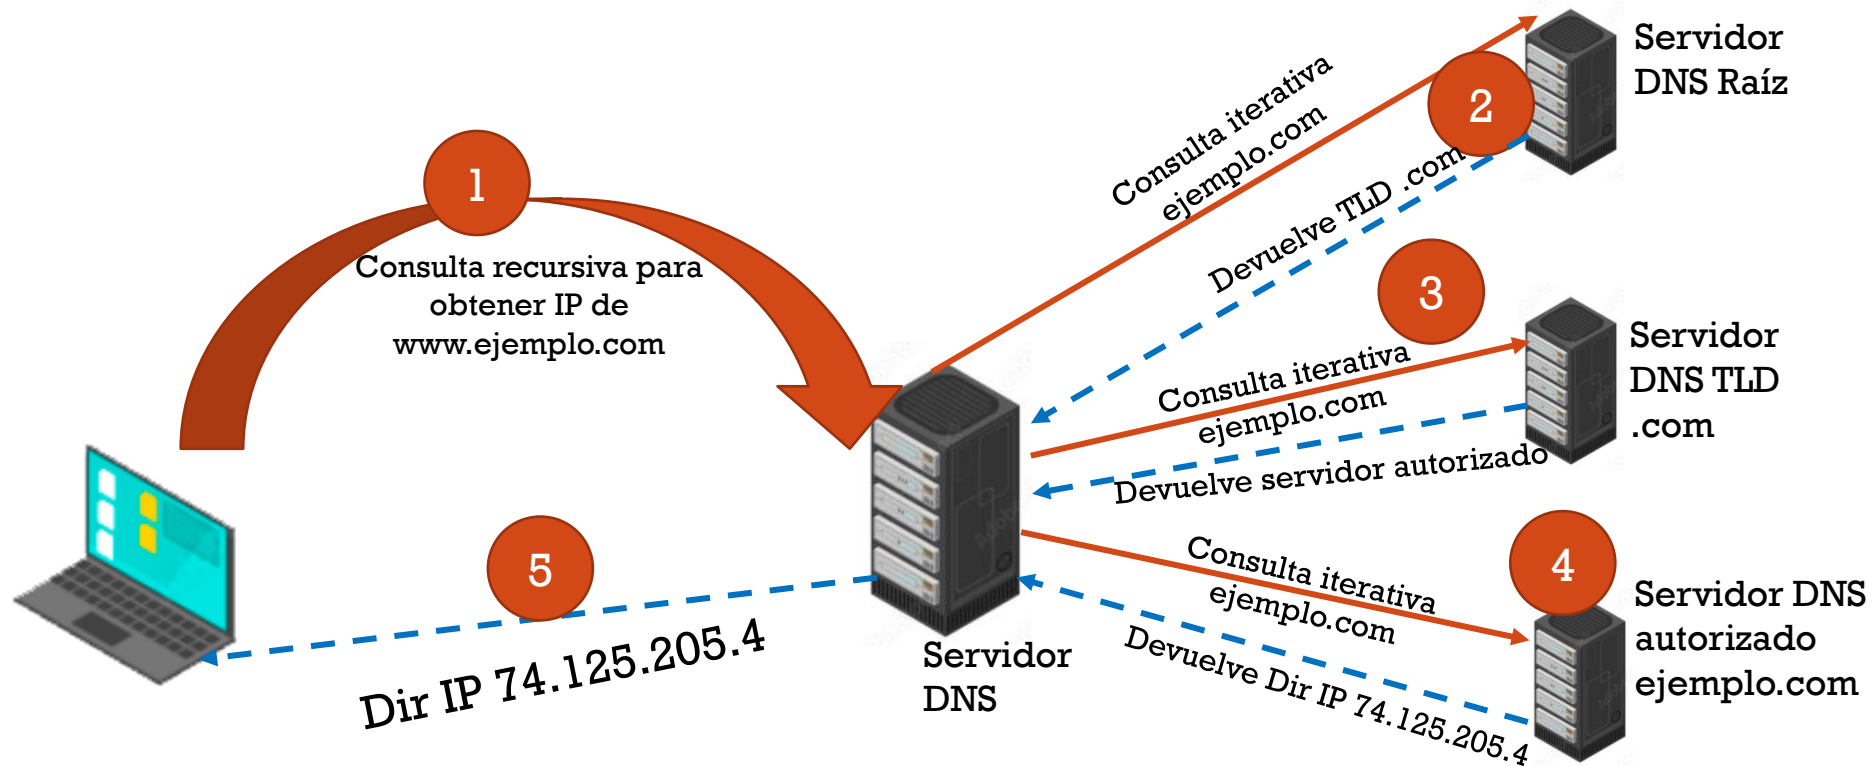 1
Consulta recursiva para
obtener IP de
www.ejemplo.com
Consulta iterativa
ejemplo.com
2
Servidor
DNS Raíz
Devuelve TLD .com
3
Consulta iterativa
ejemplo.com
Servidor
DNS TLD
.com
Devuelve servidor autorizado
4
Consulta iterativa
ejemplo.com
Servidor DNS
autorizado
ejemplo.com
Devuelve Dir IP 74.125.205.4
Servidor
DNS
5
Dir IP 74.125.205.4